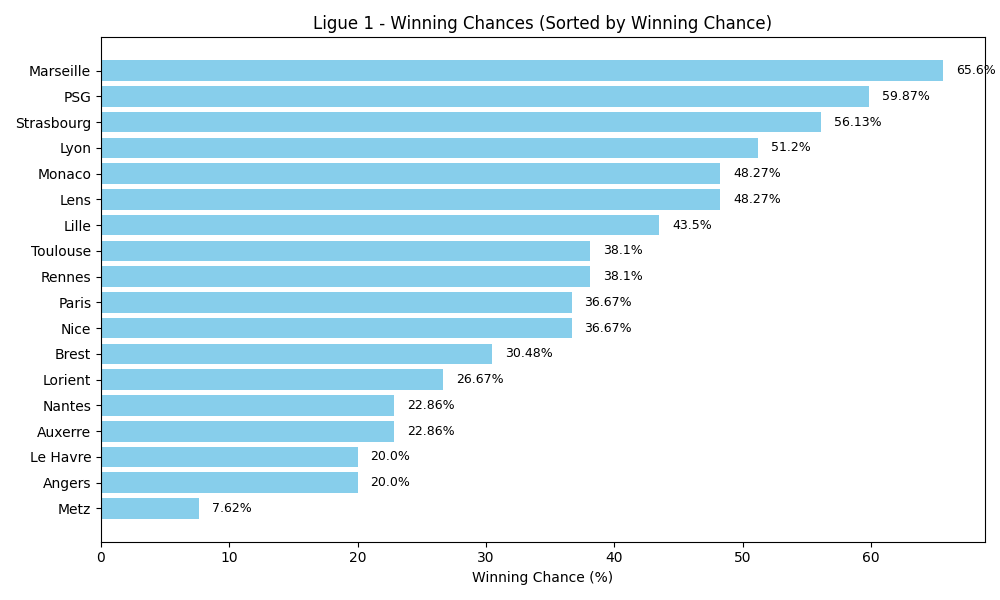 Ligue 1 - Winning Chances (Sorted by Winning Chance)
Marseille 65.6%
PSG 59.87%
Strasbourg 56.13%
Lyon 51.2%
Monaco 48.27%
Lens 48.27%
Lille 43.5%
Toulouse 38.1%
Rennes 38.1%
Paris 36.67%
Nice 36.67%
Brest 30.48%
Lorient 26.67%
Nantes 22.86%
Auxerre 22.86%
Le Havre 20.0%
Angers 20.0%
Metz 7.62%
0 10 20 30 40 50 60
Winning Chance (%)